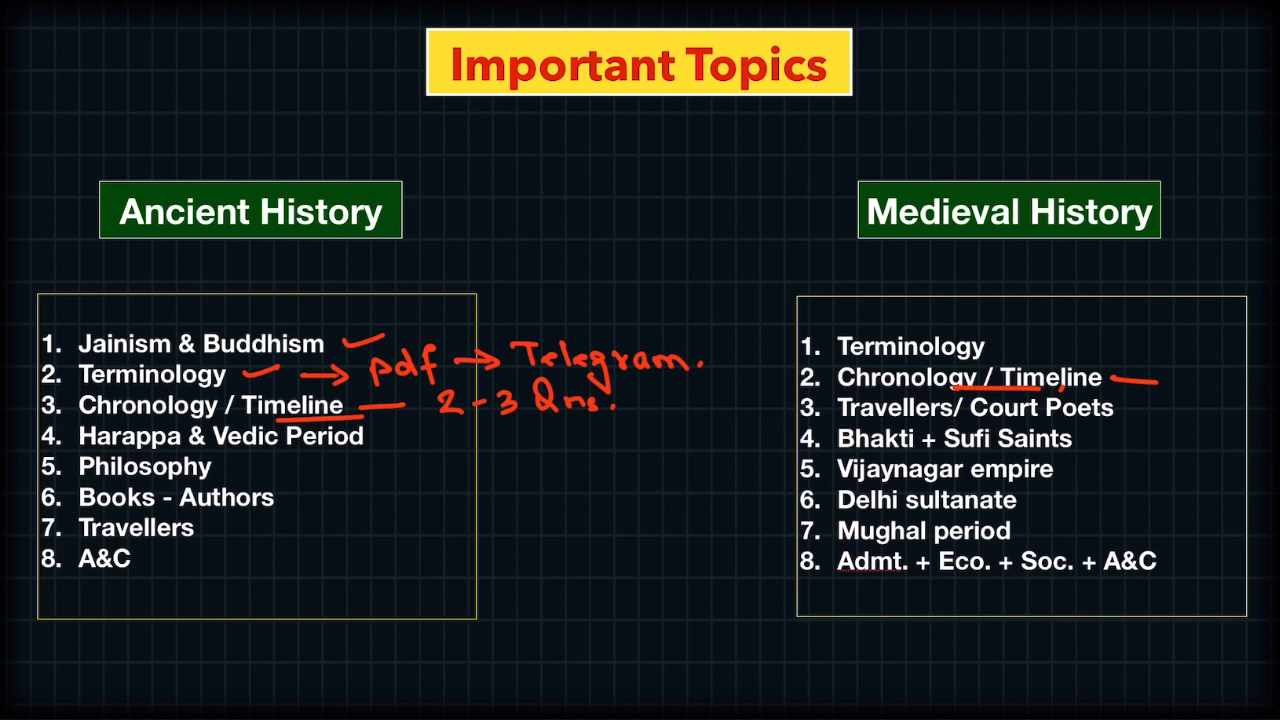 Important Topics
Ancient History
1. Jainism & Buddhism
2. Terminology → pdf → Telegram.
3. Chronology / Timeline — 2-3 Qns.
4. Harappa & Vedic Period
5. Philosophy
6. Books - Authors
7. Travellers
8. A&C
Medieval History
1. Terminology
2. Chronology / Timeline
3. Travellers/ Court Poets
4. Bhakti + Sufi Saints
5. Vijaynagar empire
6. Delhi sultanate
7. Mughal period
8. Admt. + Eco. + Soc. + A&C